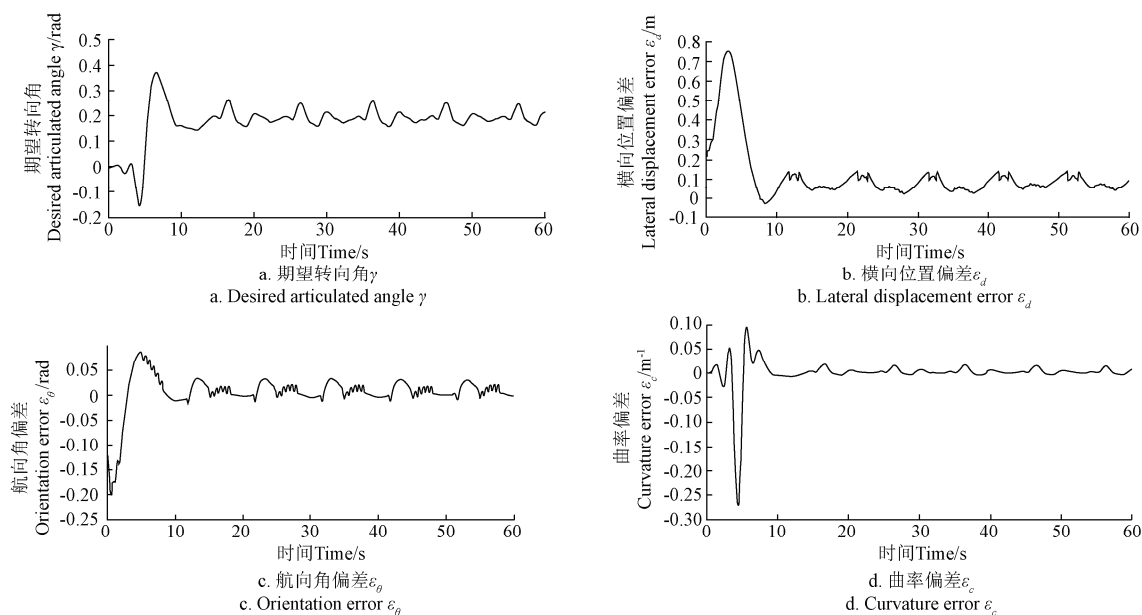 期望转向角
Desired articulated angle γ/rad
0.5
0.4
0.3
0.2
0.1
0
-0.1
-0.2
0 10 20 30 40 50 60
时间Time/s
a. 期望转向角γ
a. Desired articulated angle γ
横向位置偏差
Lateral displacement error εd/m
0.8
0.7
0.6
0.5
0.4
0.3
0.2
0.1
0
-0.1
0 10 20 30 40 50 60
时间Time/s
b. 横向位置偏差εd
b. Lateral displacement error εd
航向角偏差
Orientation error εθ/rad
0.05
0
-0.05
-0.10
-0.15
-0.20
-0.25
0 10 20 30 40 50 60
时间Time/s
c. 航向角偏差εθ
c. Orientation error εθ
曲率偏差
Curvature error εc/m-1
0.10
0.05
0
-0.05
-0.10
-0.15
-0.20
-0.25
-0.30
0 10 20 30 40 50 60
时间Time/s
d. 曲率偏差εc
d. Curvature error εc